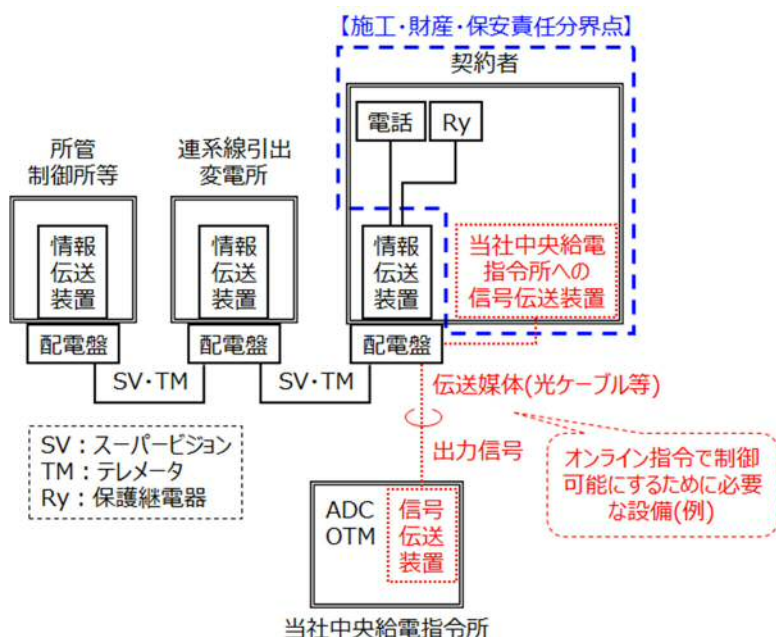 【施工・財産・保安責任分界点】
契約者
電話
Ry
所管
制御所等
連系線引出
変電所
情報
伝送
装置
情報
伝送
装置
情報
伝送
装置
当社中央給電
指令所への
信号伝送装置
配電盤
配電盤
配電盤
SV・TM
SV・TM
伝送媒体(光ケーブル等)
出力信号
SV：スーパービジョン
TM：テレメータ
Ry：保護継電器
オンライン指令で制御
可能にするために必要
な設備(例)
ADC
OTM
信号
伝送
装置
当社中央給電指令所